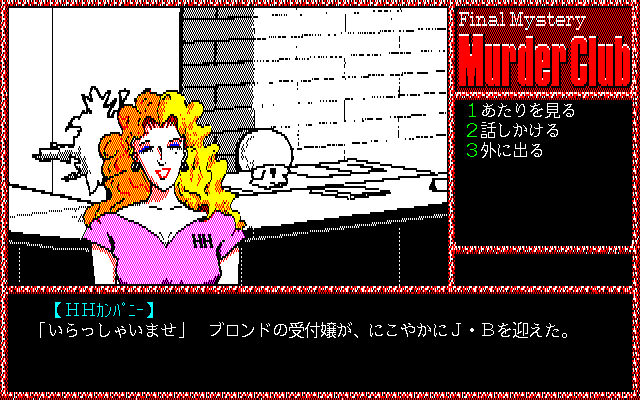 Final Mystery
Murder Club
1あたりを見る
2話しかける
3外に出る
HH
【HHｶﾝﾊﾟﾆｰ】
「いらっしゃいませ」　ブロンドの受付嬢が、にこやかにJ・Bを迎えた。